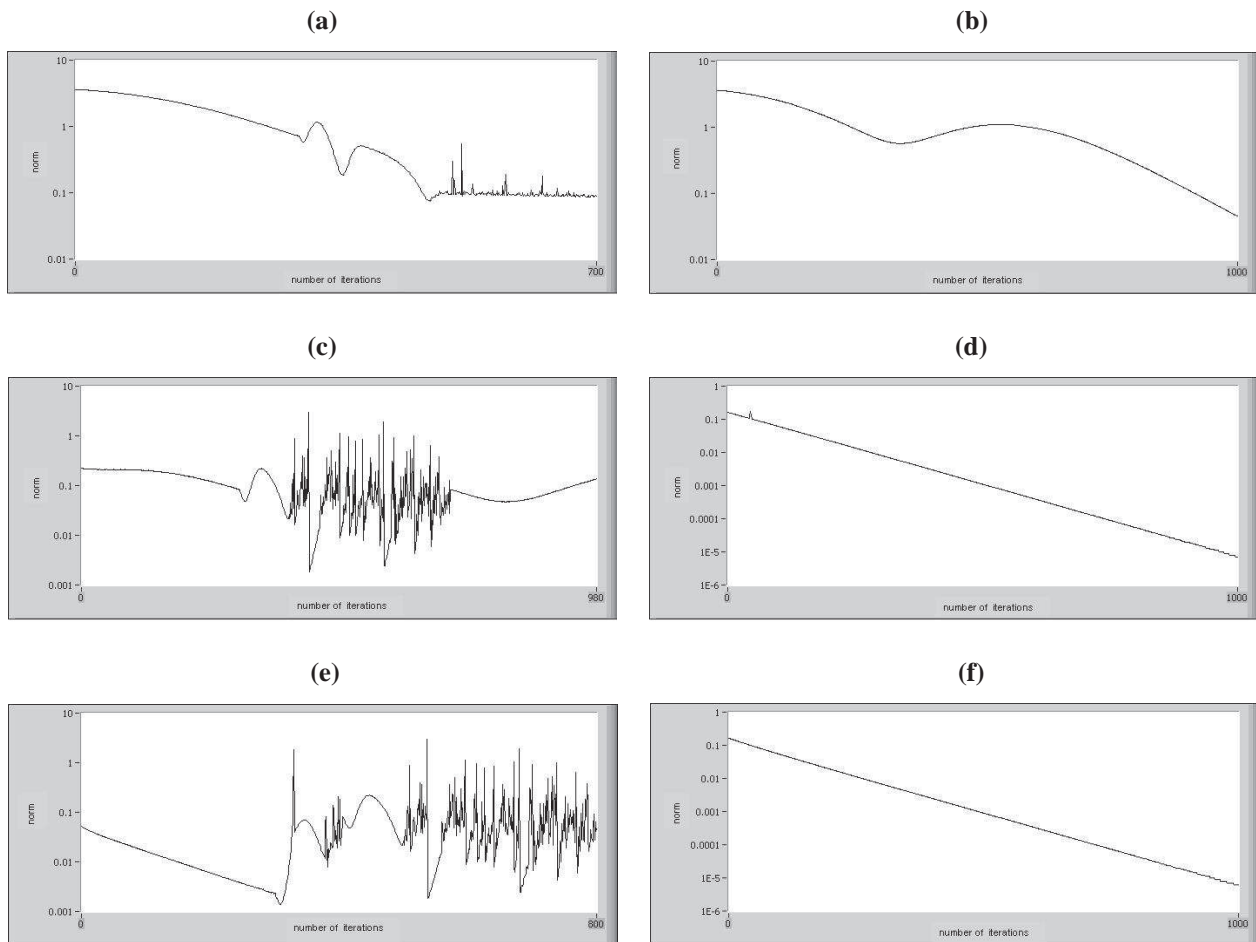 (a)
10
1
0.1
0.01
norm
0
700
number of iterations
(b)
10
1
0.1
0.01
norm
0
1000
number of iterations
(c)
10
1
0.1
0.01
0.001
norm
0
980
number of iterations
(d)
1
0.1
0.01
0.001
0.0001
1E-5
1E-6
norm
0
1000
number of iterations
(e)
10
1
0.1
0.01
0.001
norm
0
800
number of iterations
(f)
1
0.1
0.01
0.001
0.0001
1E-5
1E-6
norm
0
1000
number of iterations